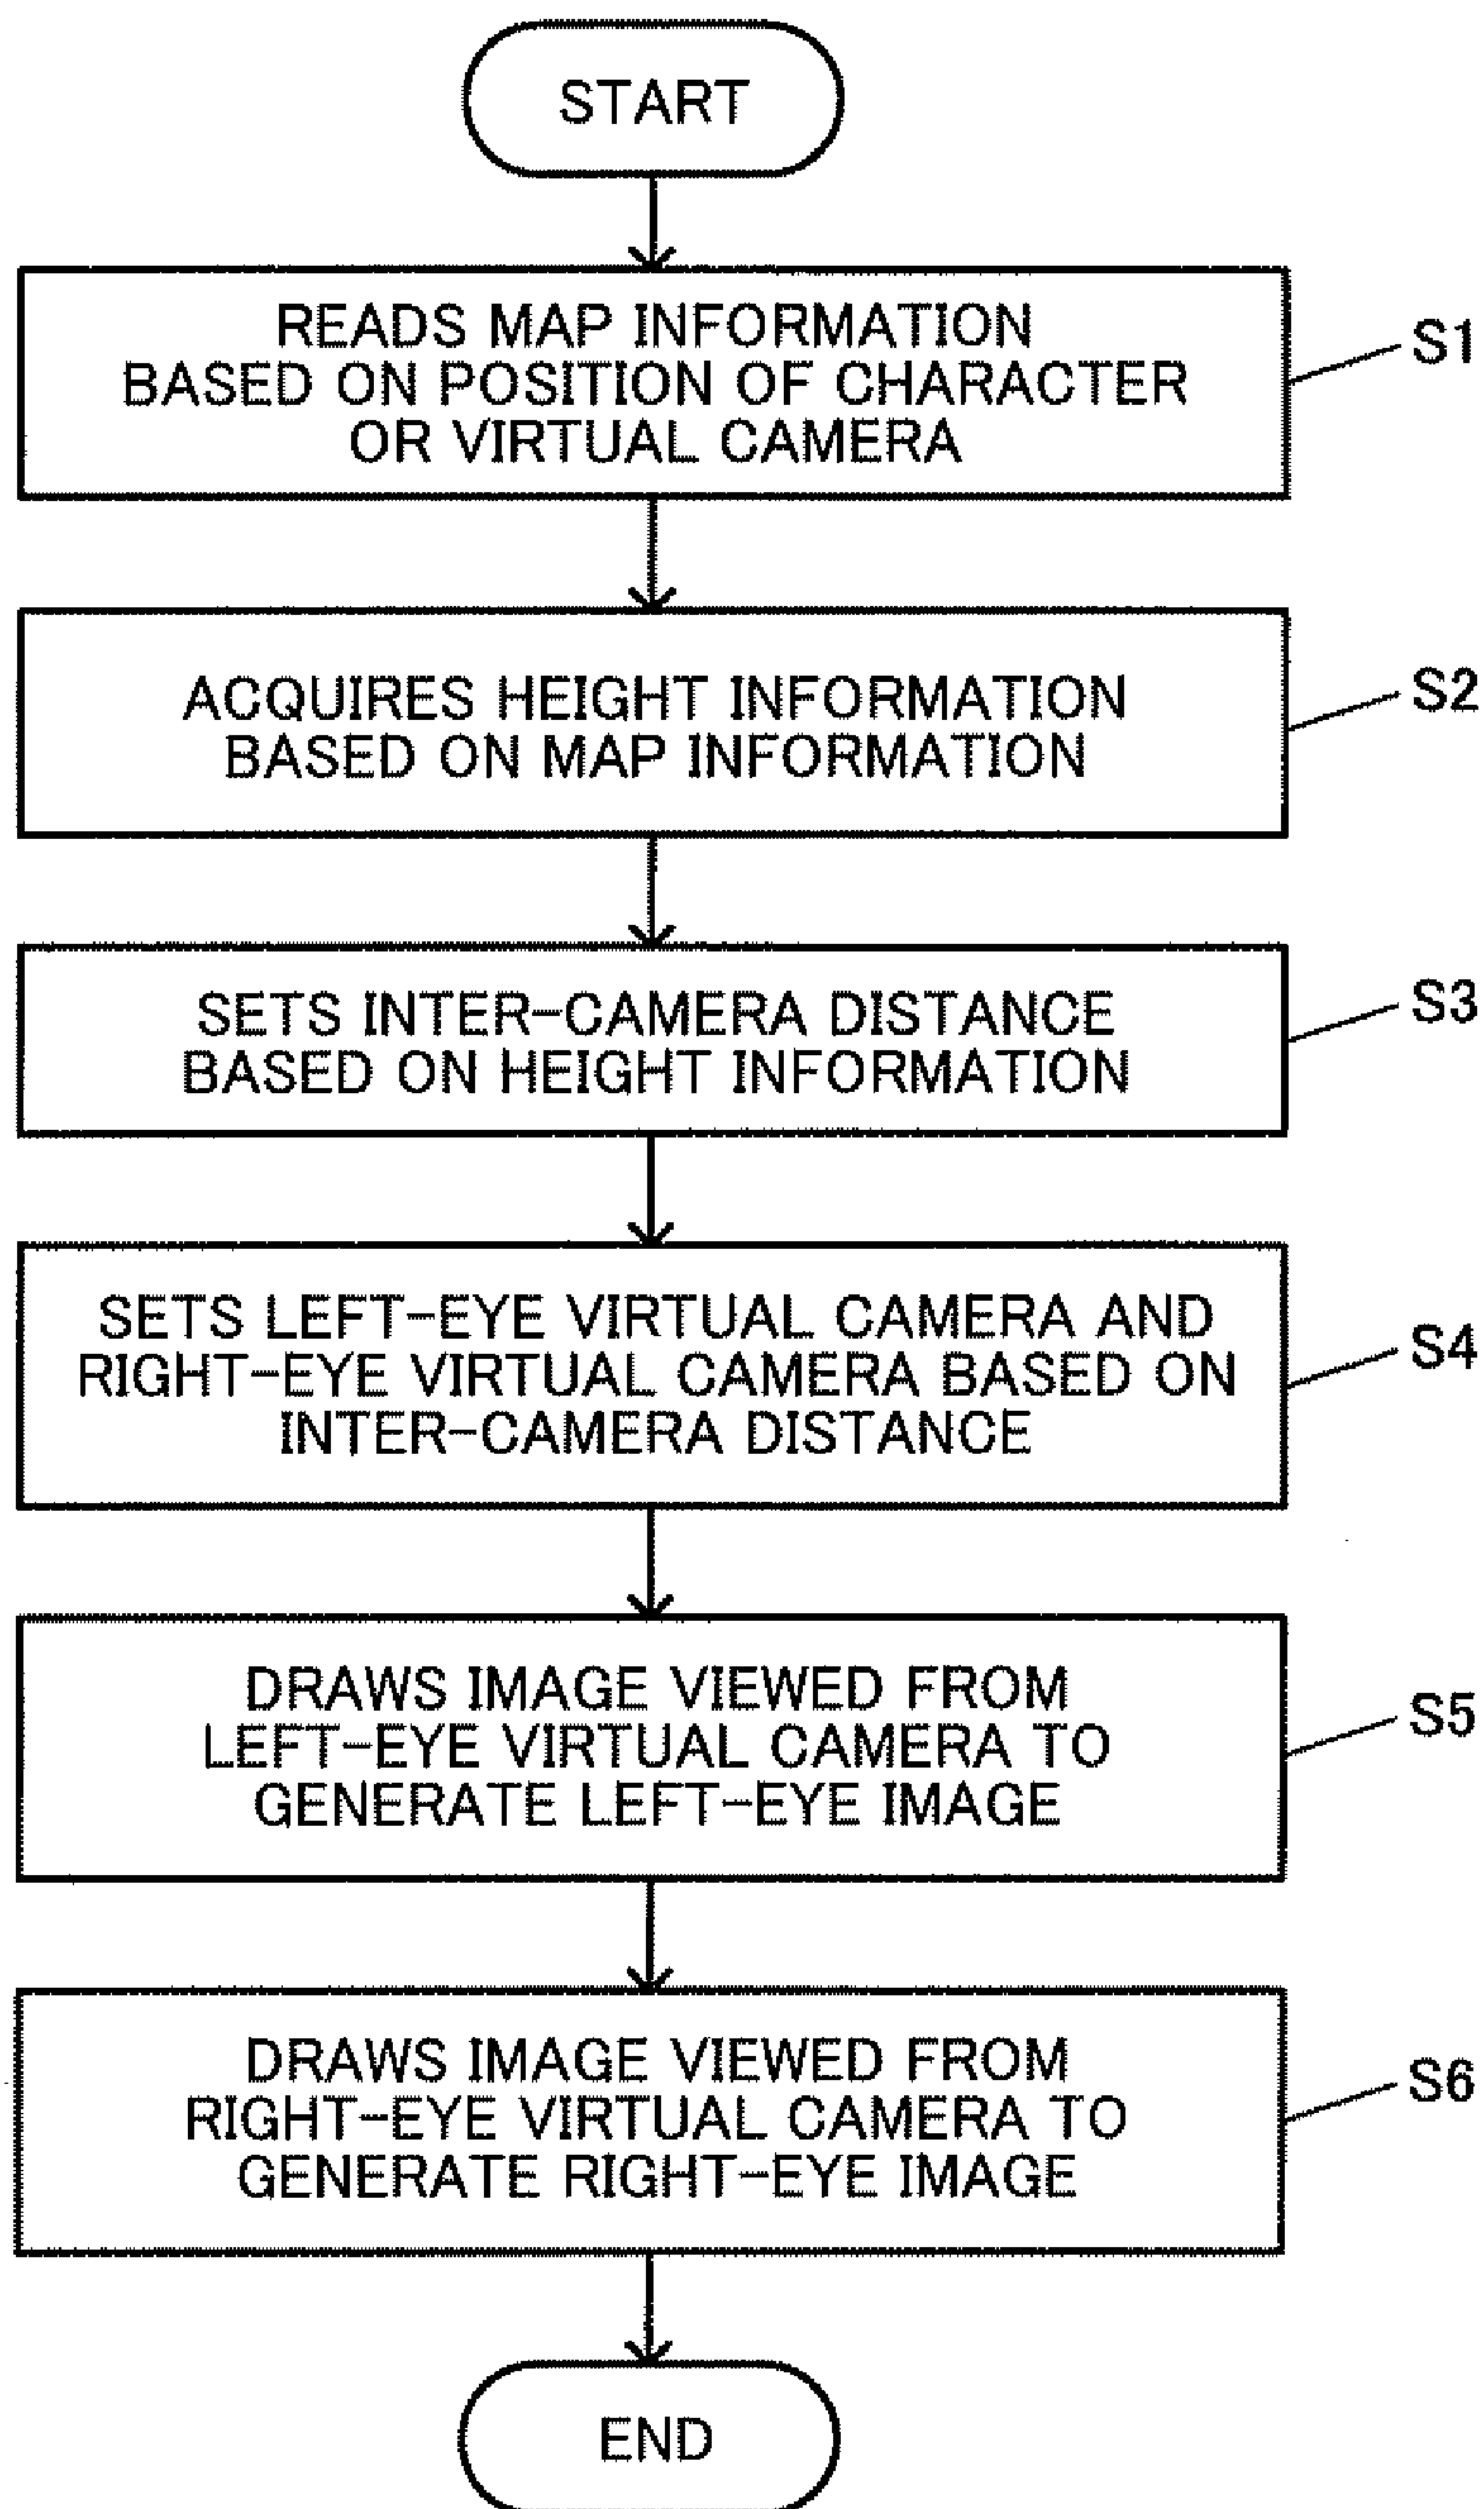 START
READS MAP INFORMATION
BASED ON POSITION OF CHARACTER
OR VIRTUAL CAMERA
S1
ACQUIRES HEIGHT INFORMATION
BASED ON MAP INFORMATION
S2
SETS INTER-CAMERA DISTANCE
BASED ON HEIGHT INFORMATION
S3
SETS LEFT-EYE VIRTUAL CAMERA AND
RIGHT-EYE VIRTUAL CAMERA BASED ON
INTER-CAMERA DISTANCE
S4
DRAWS IMAGE VIEWED FROM
LEFT-EYE VIRTUAL CAMERA TO
GENERATE LEFT-EYE IMAGE
S5
DRAWS IMAGE VIEWED FROM
RIGHT-EYE VIRTUAL CAMERA TO
GENERATE RIGHT-EYE IMAGE
S6
END